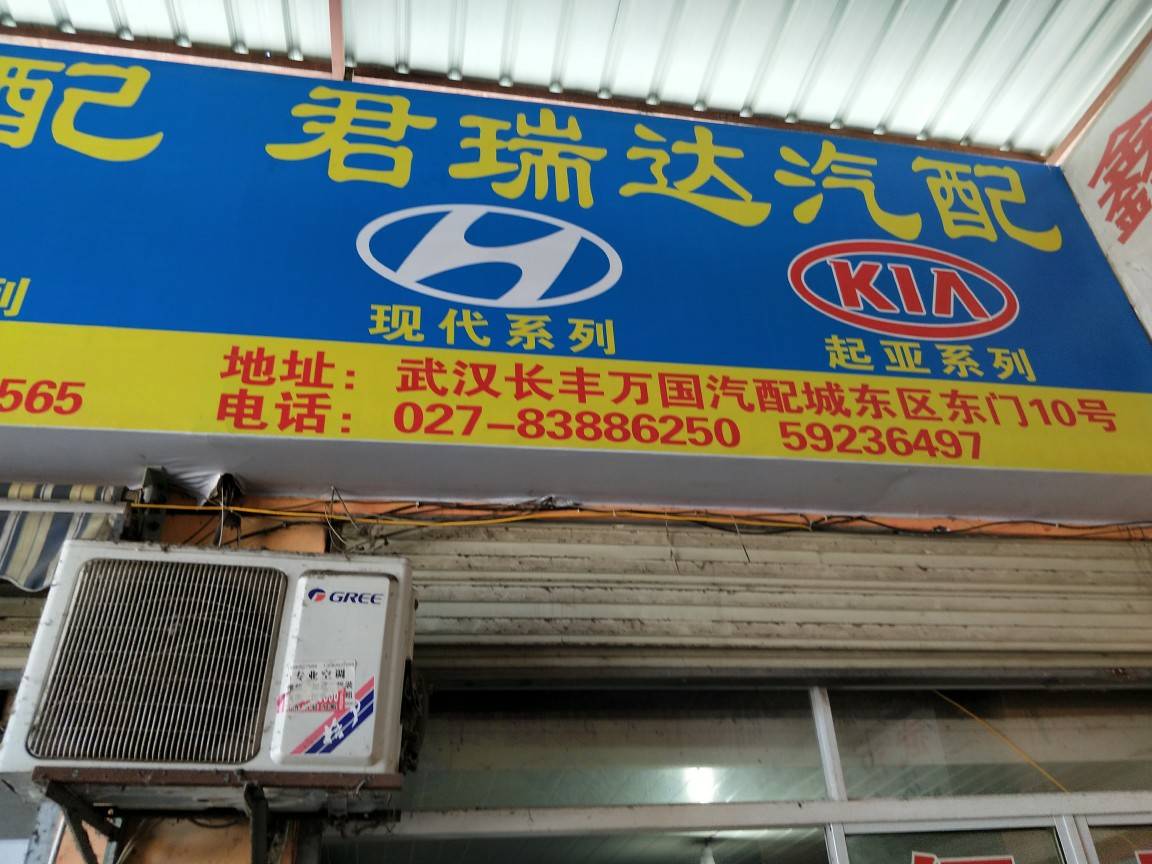 配 君瑞达汽配
KIA
列 现代系列 起亚系列
地址：武汉长丰万国汽配城东区东门10号
565 电话：027-83886250 59236497
鑫
GREE
专业空调